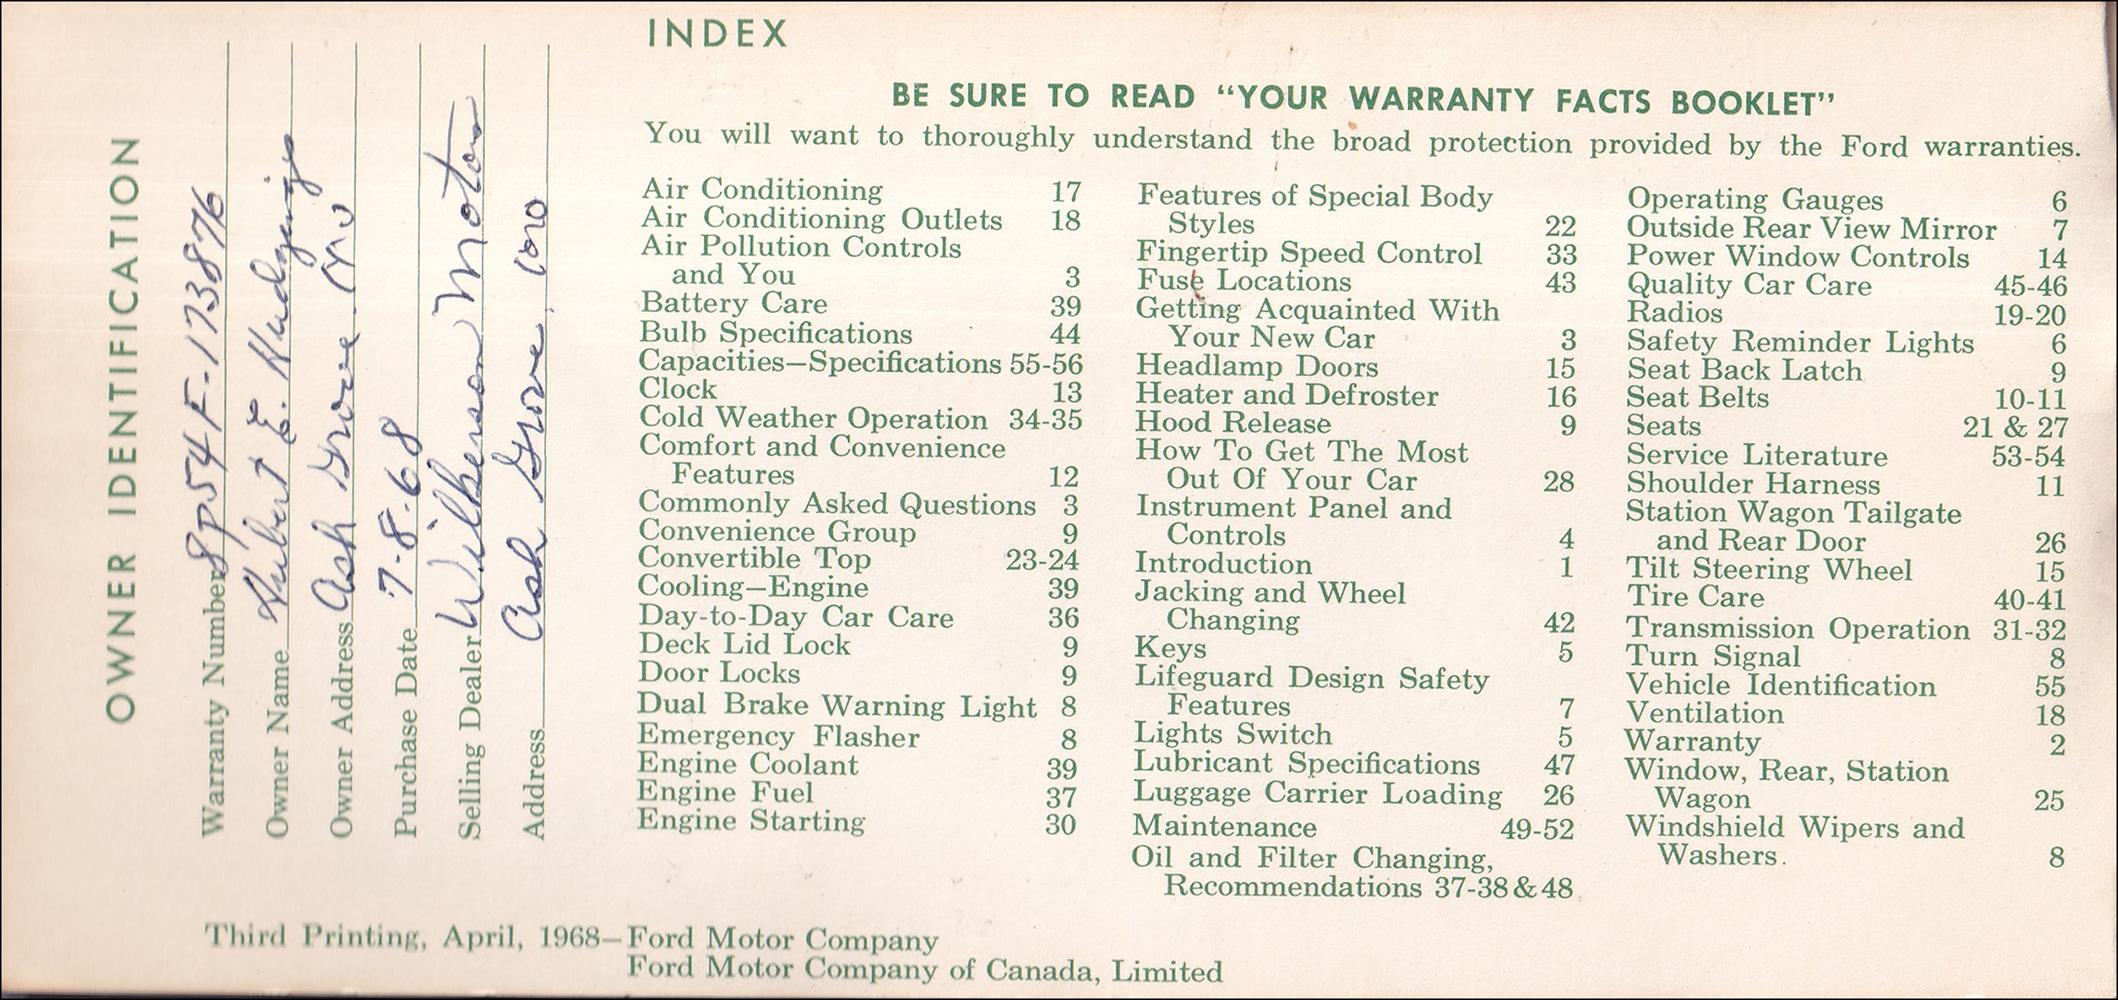 OWNER IDENTIFICATION
Warranty Number 8P54F-173876
Owner Name Hubert E. Hudgings
Owner Address Ash Grove Mo
Purchase Date 7-8-68
Selling Dealer Wilkerson Motor
Address Ash Grove, Mo
INDEX
BE SURE TO READ “YOUR WARRANTY FACTS BOOKLET”
You will want to thoroughly understand the broad protection provided by the Ford warranties.
Air Conditioning 17
Air Conditioning Outlets 18
Air Pollution Controls
and You 3
Battery Care 39
Bulb Specifications 44
Capacities—Specifications 55-56
Clock 13
Cold Weather Operation 34-35
Comfort and Convenience
Features 12
Commonly Asked Questions 3
Convenience Group 9
Convertible Top 23-24
Cooling—Engine 39
Day-to-Day Car Care 36
Deck Lid Lock 9
Door Locks 9
Dual Brake Warning Light 8
Emergency Flasher 8
Engine Coolant 39
Engine Fuel 37
Engine Starting 30
Features of Special Body
Styles 22
Fingertip Speed Control 33
Fuse Locations 43
Getting Acquainted With
Your New Car 3
Headlamp Doors 15
Heater and Defroster 16
Hood Release 9
How To Get The Most
Out Of Your Car 28
Instrument Panel and
Controls 4
Introduction 1
Jacking and Wheel
Changing 42
Keys 5
Lifeguard Design Safety
Features 7
Lights Switch 5
Lubricant Specifications 47
Luggage Carrier Loading 26
Maintenance 49-52
Oil and Filter Changing,
Recommendations 37-38 & 48
Operating Gauges 6
Outside Rear View Mirror 7
Power Window Controls 14
Quality Car Care 45-46
Radios 19-20
Safety Reminder Lights 6
Seat Back Latch 9
Seat Belts 10-11
Seats 21 & 27
Service Literature 53-54
Shoulder Harness 11
Station Wagon Tailgate
and Rear Door 26
Tilt Steering Wheel 15
Tire Care 40-41
Transmission Operation 31-32
Turn Signal 8
Vehicle Identification 55
Ventilation 18
Warranty 2
Window, Rear, Station
Wagon 25
Windshield Wipers and
Washers. 8
Third Printing, April, 1968—Ford Motor Company
Ford Motor Company of Canada, Limited